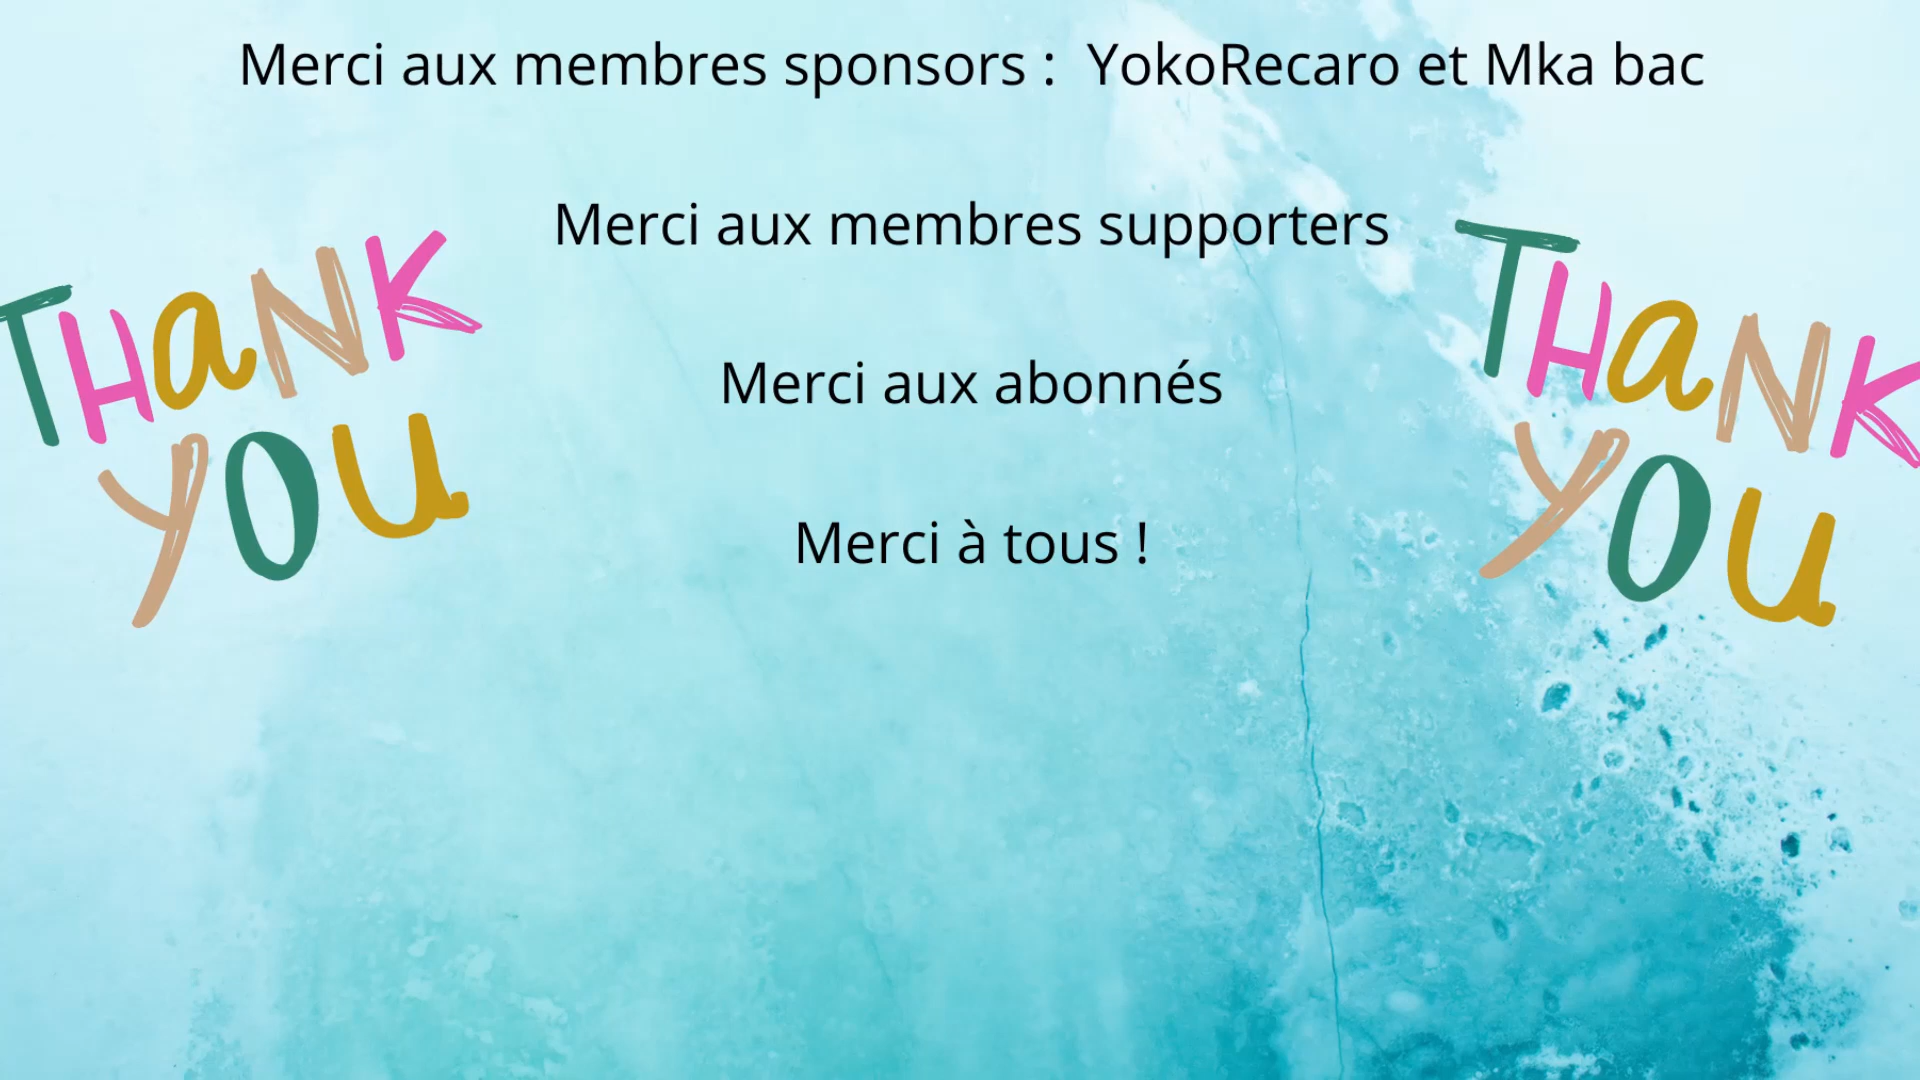 Merci aux membres sponsors : YokoRecaro et Mka bac
Merci aux membres supporters
THaNK
YOU
THaNK
YOU
Merci aux abonnés
Merci à tous !